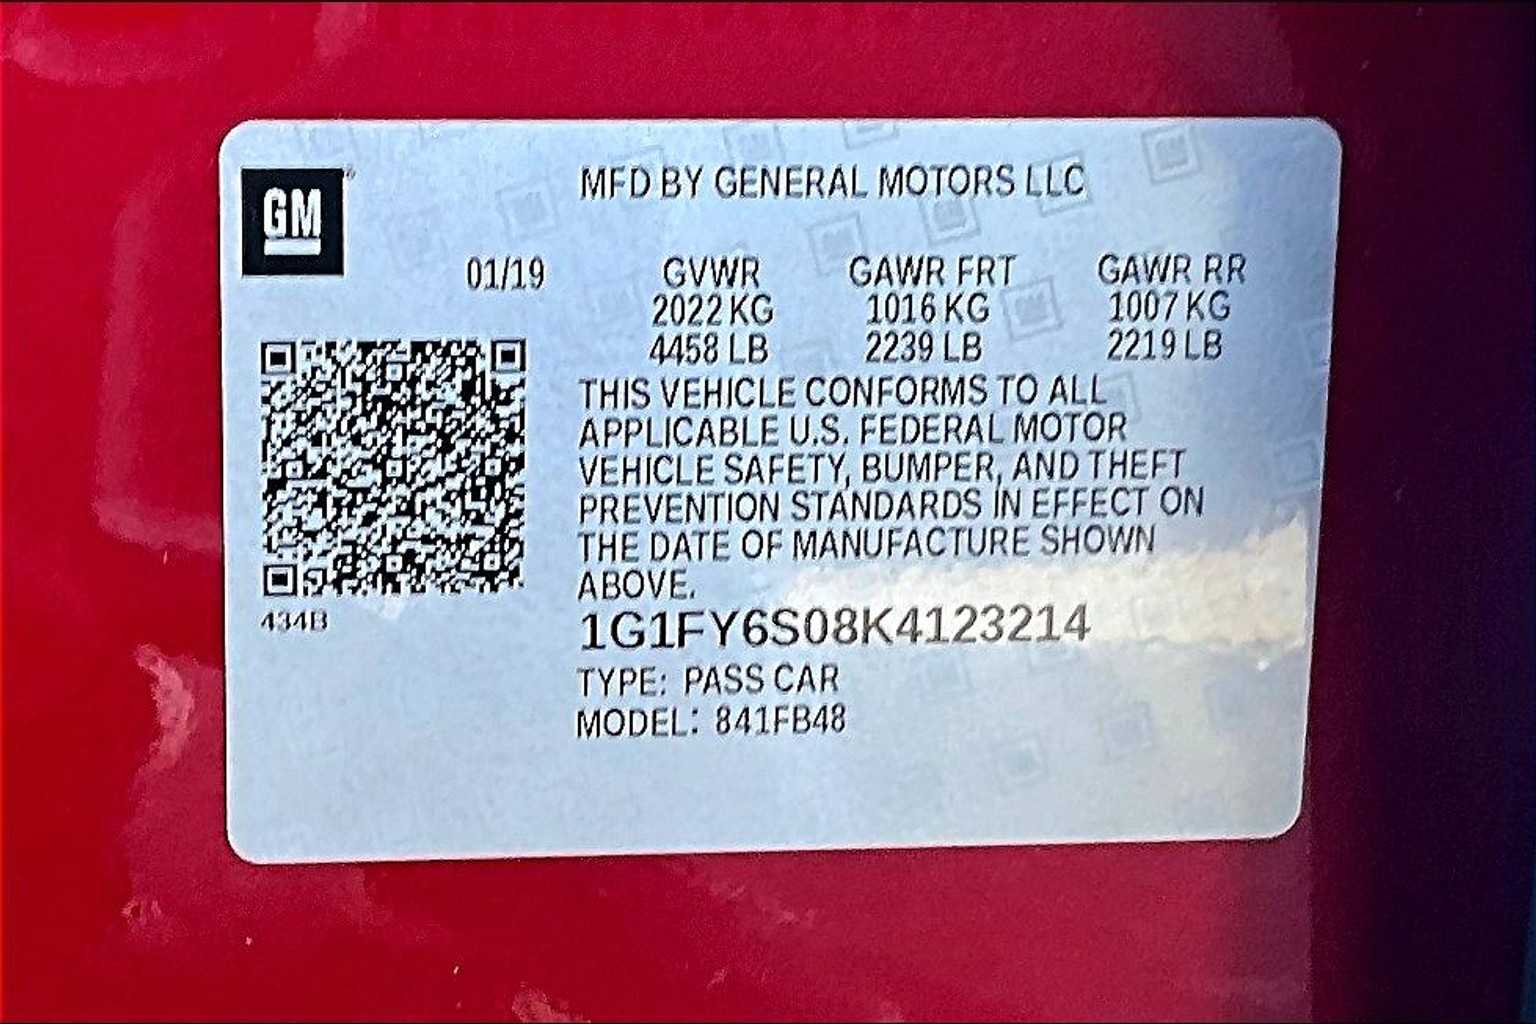 GM
MFD BY GENERAL MOTORS LLC
01/19 GVWR GAWR FRT GAWR RR
2022 KG 1016 KG 1007 KG
4458 LB 2239 LB 2219 LB
THIS VEHICLE CONFORMS TO ALL
APPLICABLE U.S. FEDERAL MOTOR
VEHICLE SAFETY, BUMPER, AND THEFT
PREVENTION STANDARDS IN EFFECT ON
THE DATE OF MANUFACTURE SHOWN
ABOVE.
434B
1G1FY6S08K4123214
TYPE: PASS CAR
MODEL: 841FB48